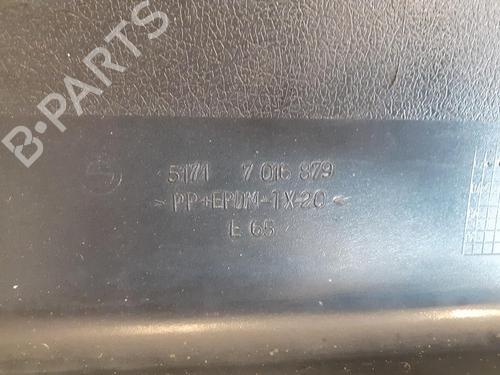 B-PARTS
5171 7 016 879
>PP+EPDM-TX20<
E 65